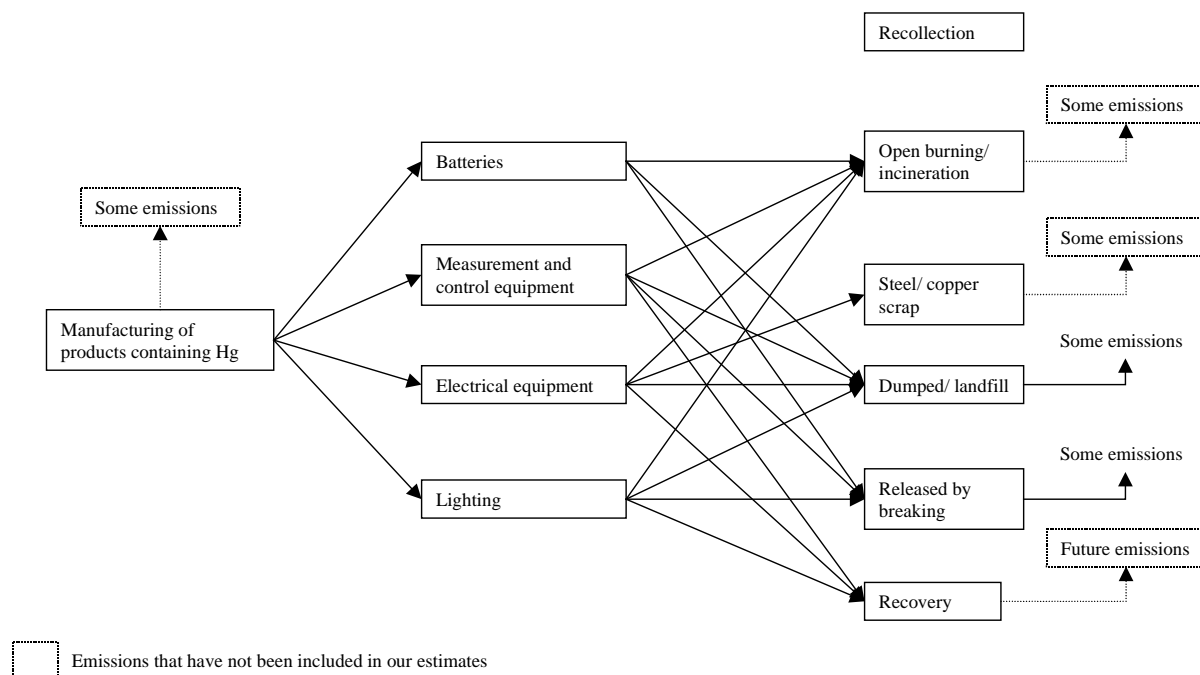 Recollection
Some emissions
Batteries
Open burning/
incineration
Some emissions
Some emissions
Measurement and
control equipment
Steel/ copper
scrap
Manufacturing of
products containing Hg
Some emissions
Electrical equipment
Dumped/ landfill
Some emissions
Lighting
Released by
breaking
Future emissions
Recovery
Emissions that have not been included in our estimates